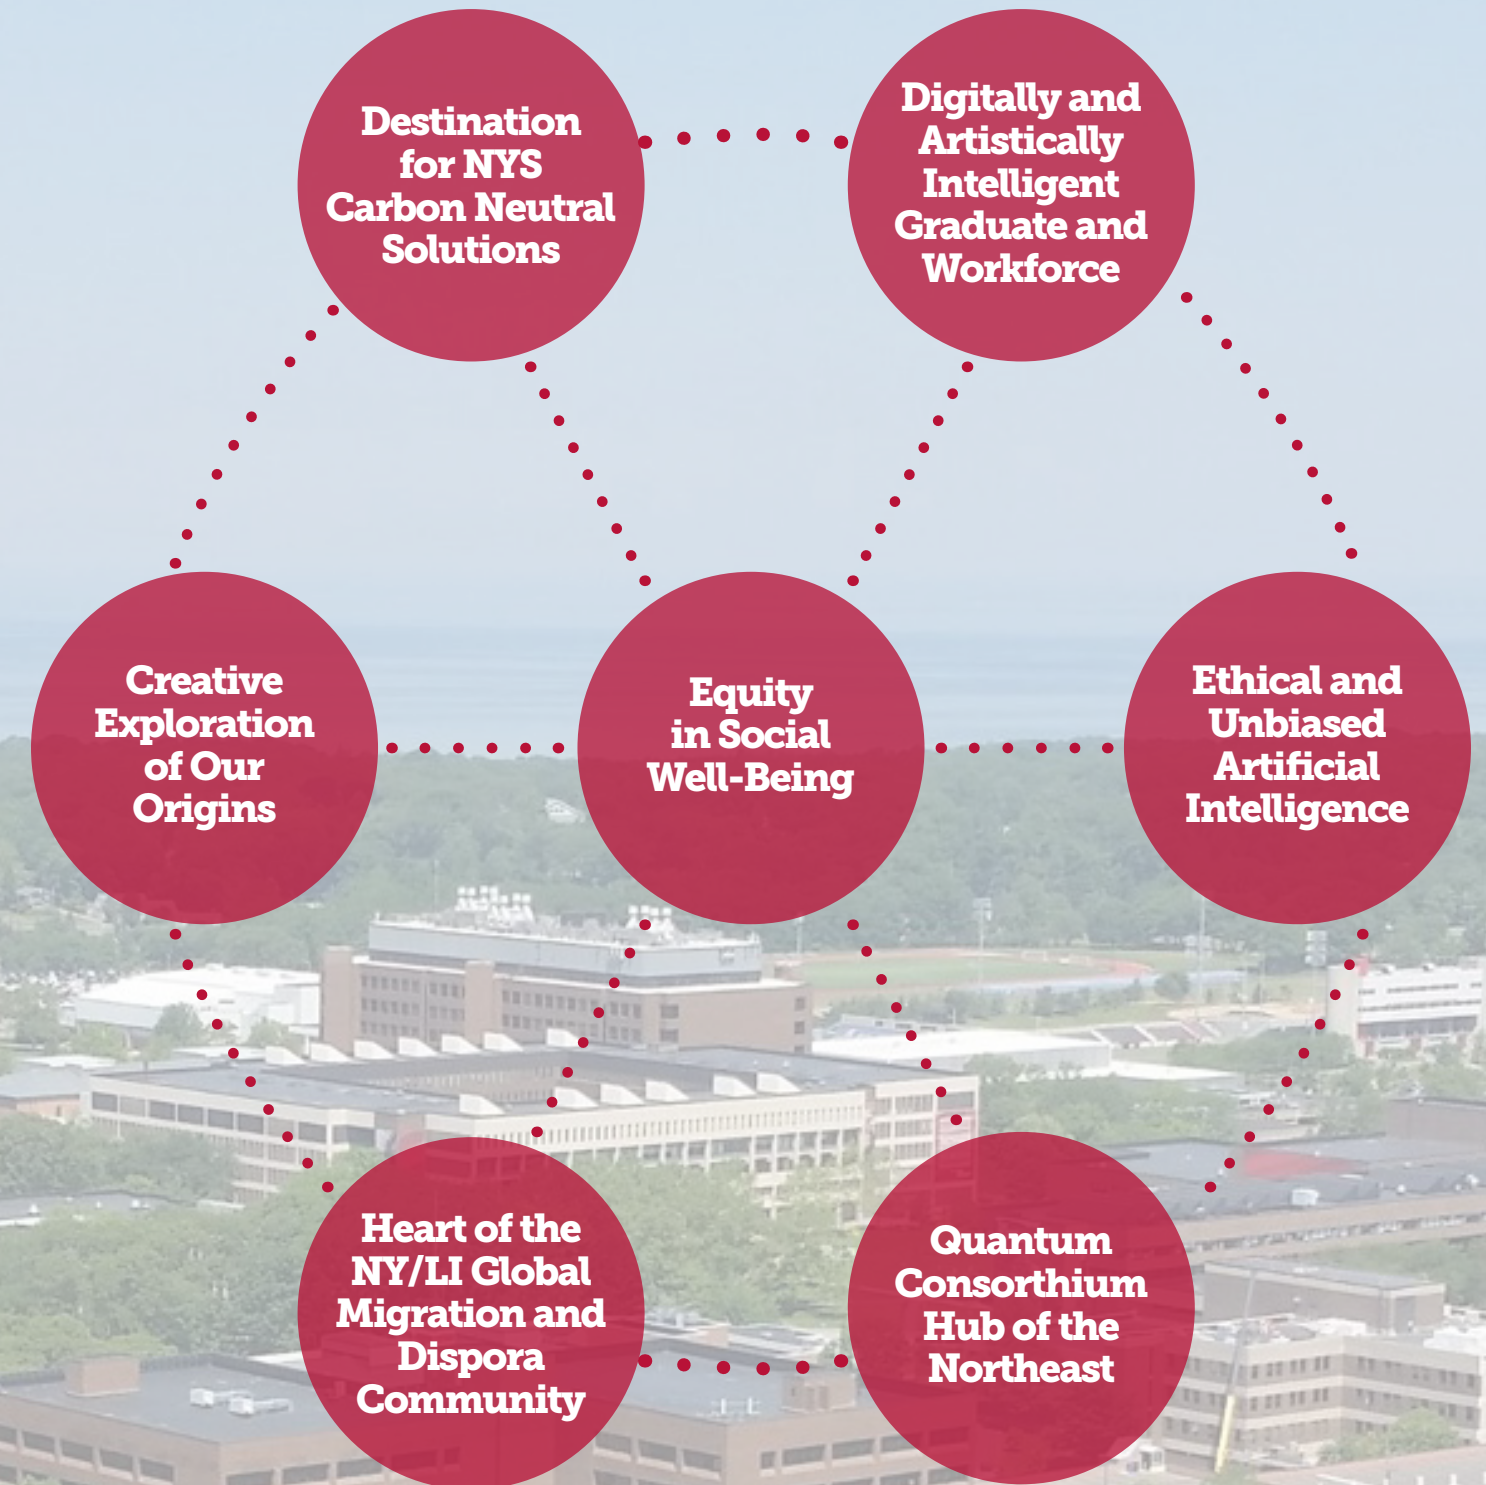 Destination
for NYS
Carbon Neutral
Solutions
Digitally and
Artistically
Intelligent
Graduate and
Workforce
Creative
Exploration
of Our
Origins
Equity
in Social
Well-Being
Ethical and
Unbiased
Artificial
Intelligence
Heart of the
NY/LI Global
Migration and
Dispora
Community
Quantum
Consorthium
Hub of the
Northeast